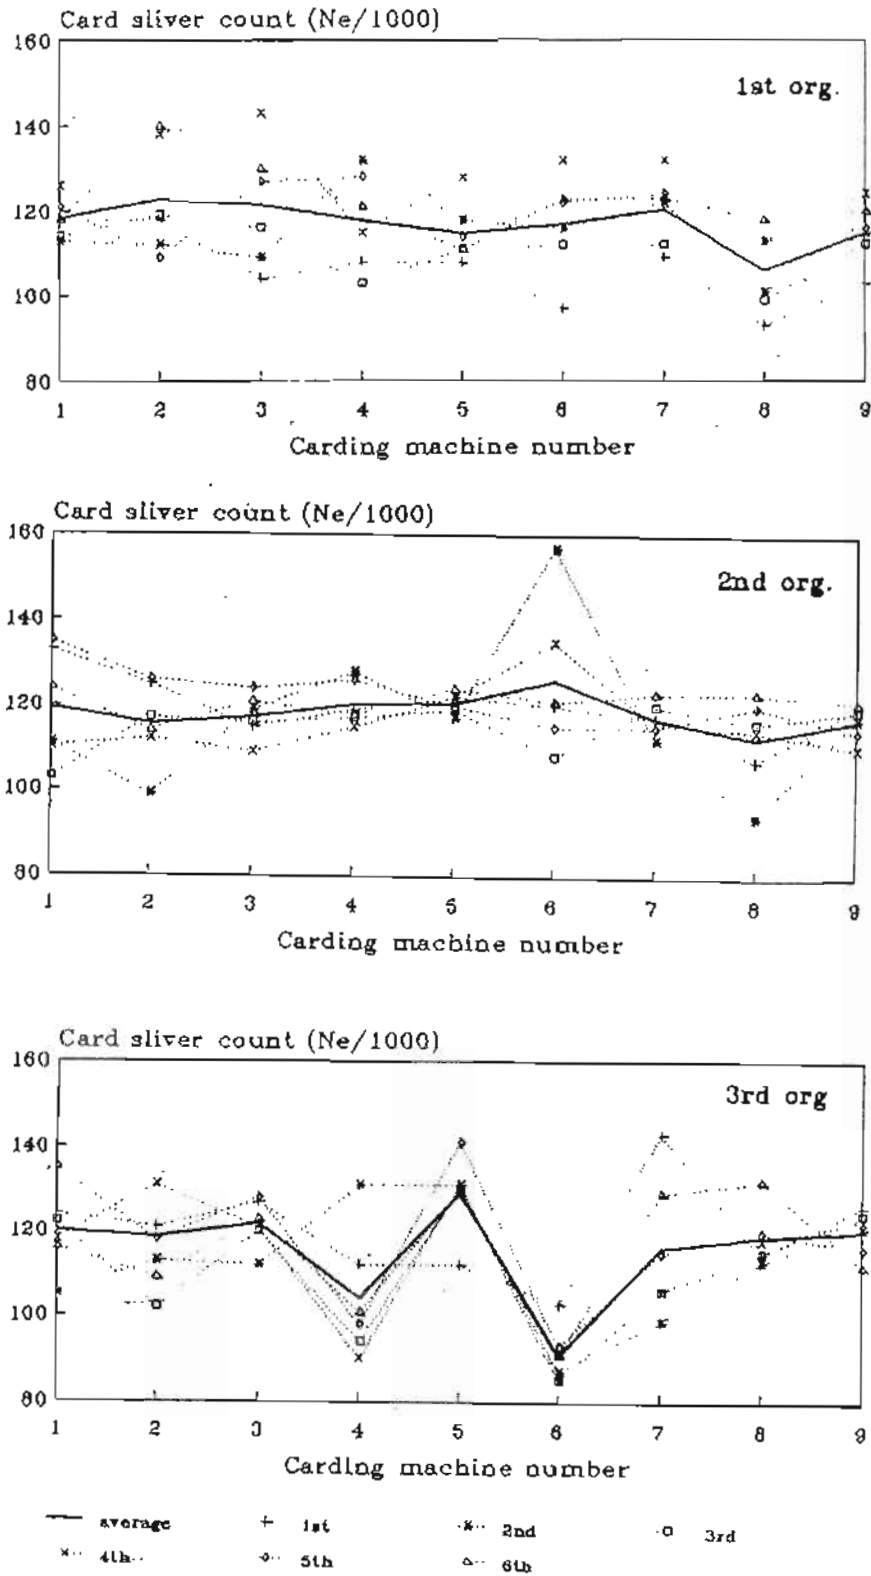 Card sliver count (Ne/1000)
160
1st org.
140
120
100
80
1 2 3 4 5 6 7 8 9
Carding machine number
Card sliver count (Ne/1000)
160
2nd org.
140
120
100
80
1 2 3 4 5 6 7 8 9
Carding machine number
Card sliver count (Ne/1000)
160
3rd org
140
120
100
80
1 2 3 4 5 6 7 8 9
Carding machine number
average 1st 2nd 3rd
4th 5th 6th